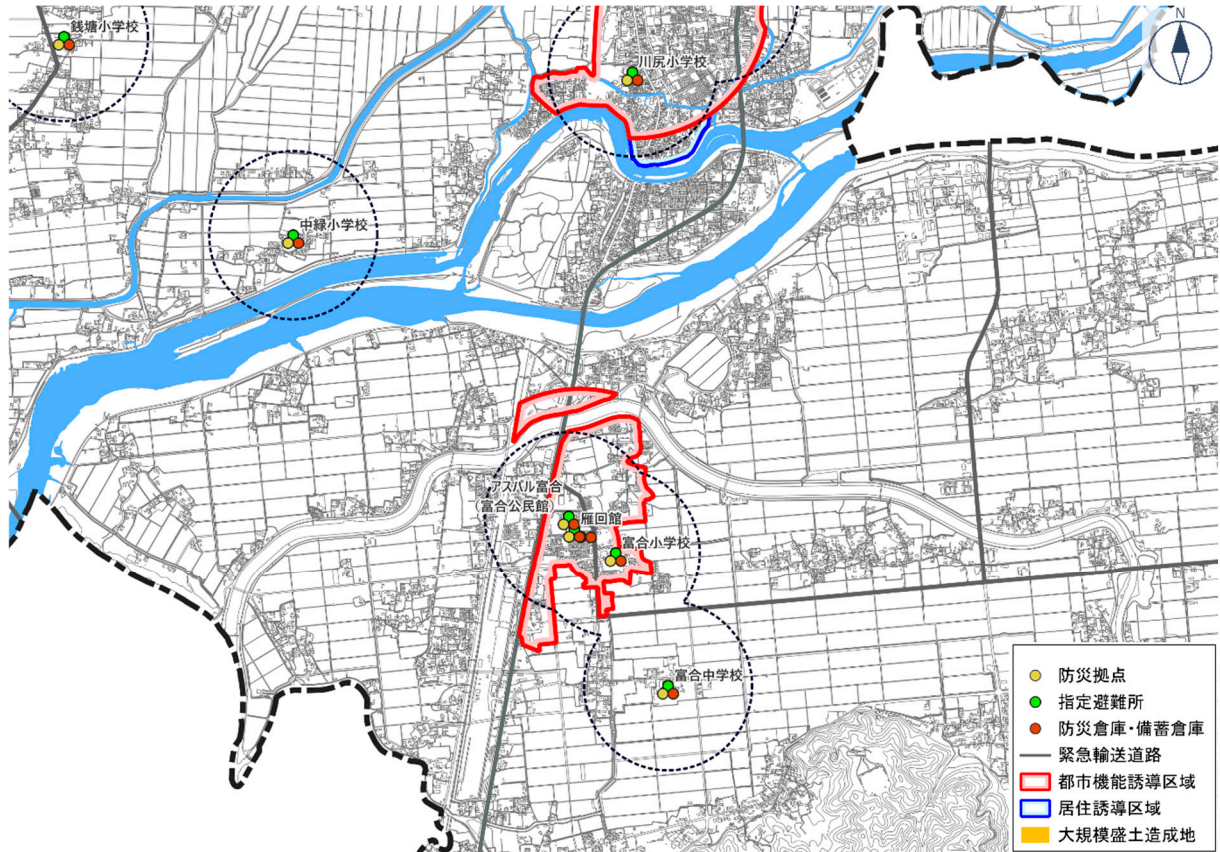 銭塘小学校
川尻小学校
N
中緑小学校
アスパル富合
(富合公民館)
雁回館
富合小学校
富合中学校
防災拠点
指定避難所
防災倉庫・備蓄倉庫
緊急輸送道路
都市機能誘導区域
居住誘導区域
大規模盛土造成地